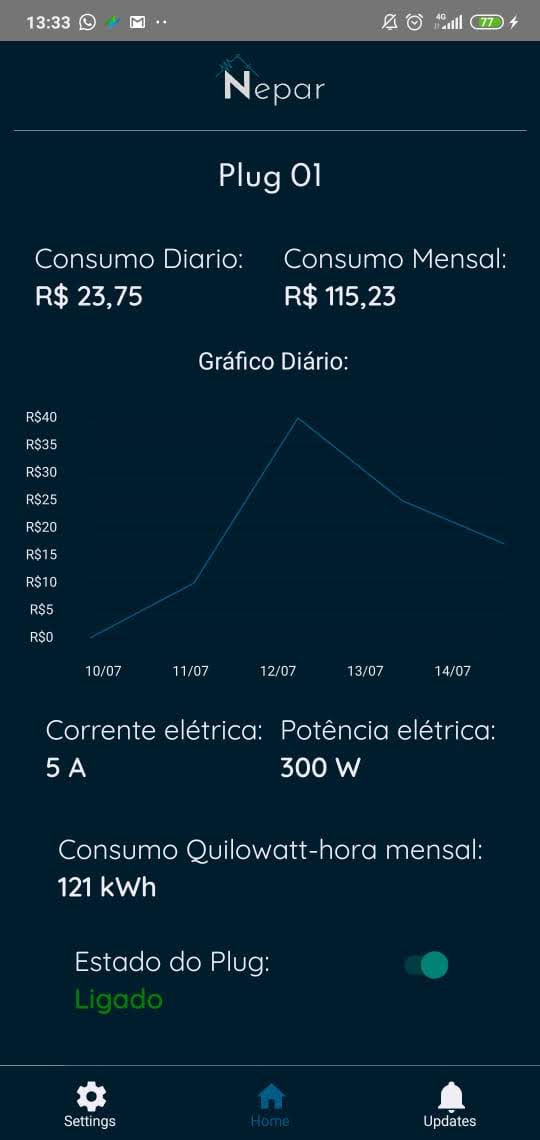 13:33
4G
77
Nepar
Plug 01
Consumo Diario: Consumo Mensal:
R$ 23,75 R$ 115,23
Gráfico Diário:
R$40
R$35
R$30
R$25
R$20
R$15
R$10
R$5
R$0
10/07 11/07 12/07 13/07 14/07
Corrente elétrica: Potência elétrica:
5 A 300 W
Consumo Quilowatt-hora mensal:
121 kWh
Estado do Plug:
Ligado
Settings Home Updates